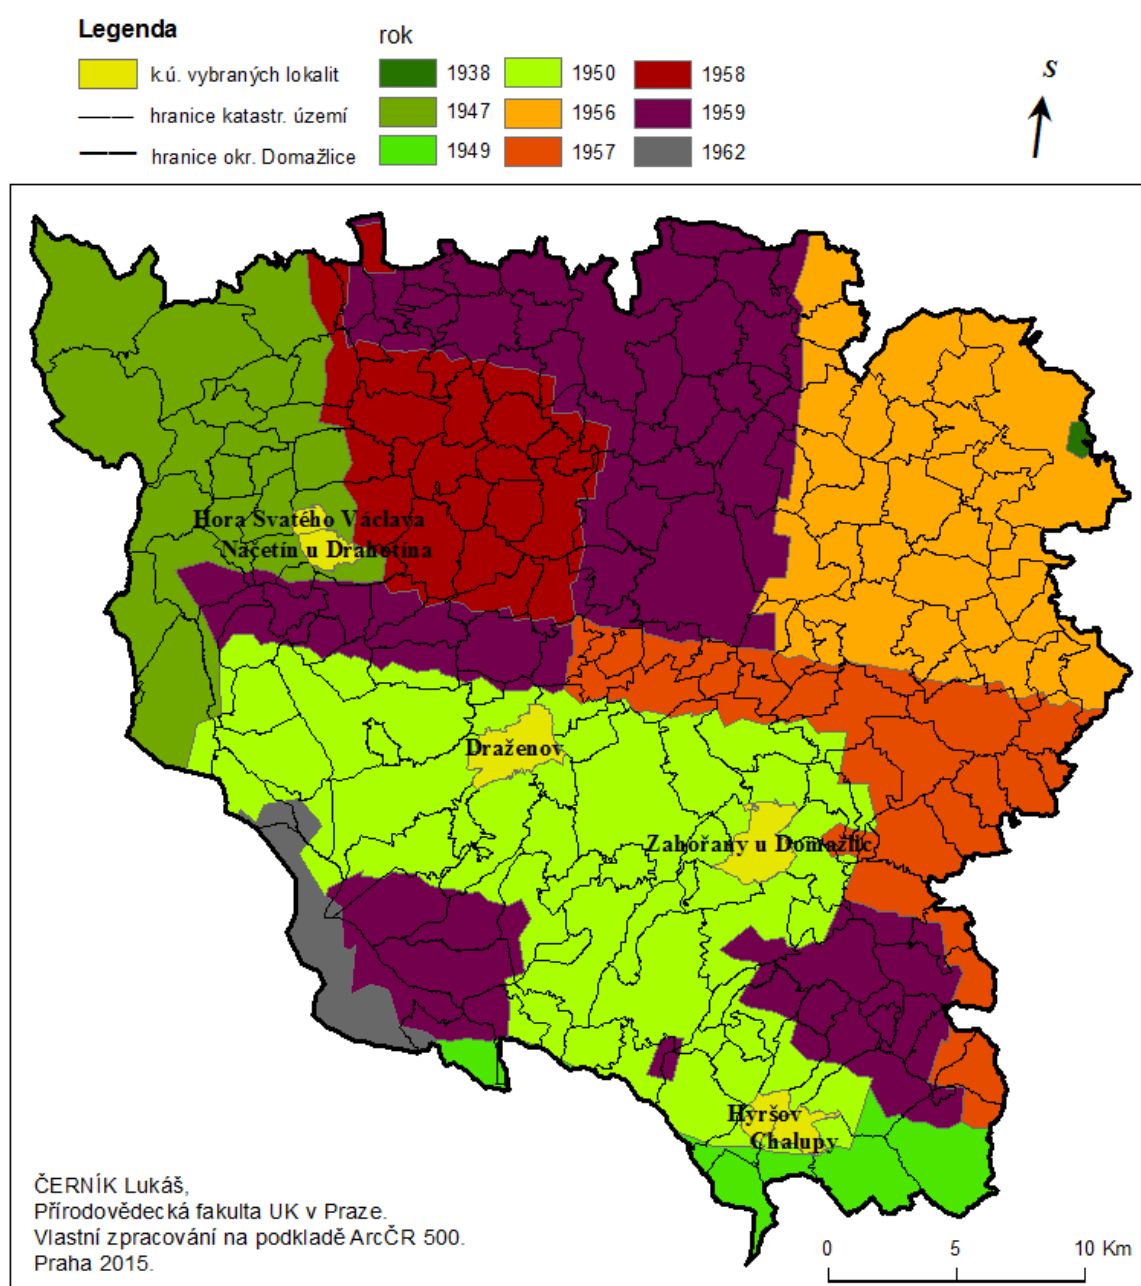 Legenda
rok
k.ú. vybraných lokalit
hranice katastr. území
hranice okr. Domažlice
1938
1947
1949
1950
1956
1957
1958
1959
1962
S
Hora Svatého Václava
Načetín u Drahotína
Draženov
Zahořany u Domažlic
Hyršov
Chalupy
ČERNÍK Lukáš,
Přírodovědecká fakulta UK v Praze.
Vlastní zpracování na podkladě ArcČR 500.
Praha 2015.
0 5 10 Km